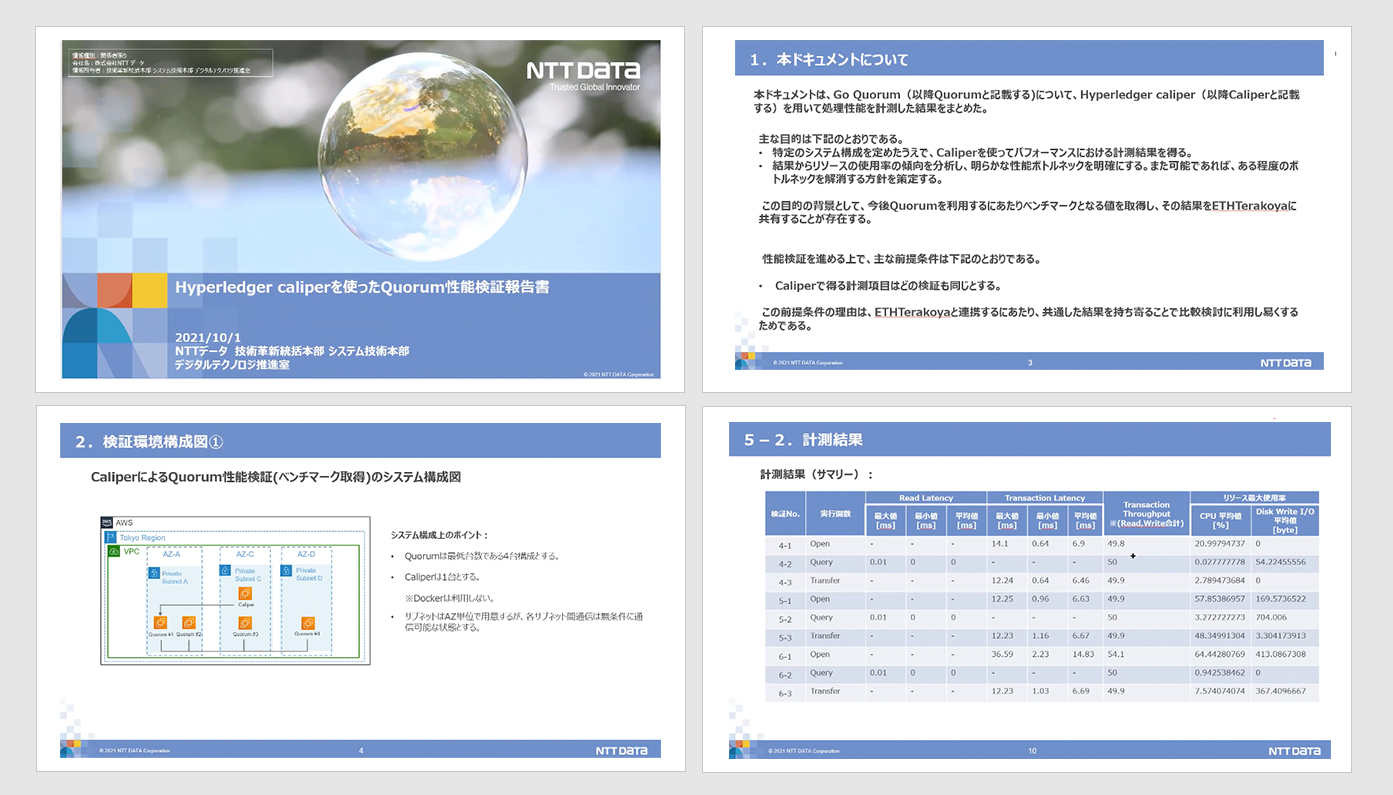 情報種別：関係者限り
会社名：株式会社NTT データ
情報所有者：技術革新統括本部 システム技術本部 デジタルテクノロジ推進室
NTT DATA
Trusted Global Innovator
Hyperledger caliperを使ったQuorum性能検証報告書
2021/10/1
NTTデータ 技術革新統括本部 システム技術本部
デジタルテクノロジ推進室
© 2021 NTT DATA Corporation
1．本ドキュメントについて
本ドキュメントは、Go Quorum（以降Quorumと記載する)について、Hyperledger caliper（以降Caliperと記載
する）を用いて処理性能を計測した結果をまとめた。
主な目的は下記のとおりである。
・ 特定のシステム構成を定めたうえで、Caliperを使ってパフォーマンスにおける計測結果を得る。
・ 結果からリソースの使用率の傾向を分析し、明らかな性能ボトルネックを明確にする。また可能であれば、ある程度のボ
トルネックを解消する方針を策定する。
この目的の背景として、今後Quorumを利用するにあたりベンチマークとなる値を取得し、その結果をETHTerakoyaに
共有することが存在する。
性能検証を進める上で、主な前提条件は下記のとおりである。
・ Caliperで得る計測項目はどの検証も同じとする。
この前提条件の理由は、ETHTerakoyaと連携するにあたり、共通した結果を持ち寄ることで比較検討に利用し易くする
ためである。
© 2021 NTT DATA Corporation
3
NTT DATA
2．検証環境構成図①
CaliperによるQuorum性能検証(ベンチマーク取得)のシステム構成図
AWS
Tokyo Region
VPC
AZ-A AZ-C AZ-D
Private Subnet A
Private Subnet C
Private Subnet D
Caliper
Quorum #1 Quorum #2 Quorum #3 Quorum #4
システム構成上のポイント：
・ Quorumは最低台数である4台構成とする。
・ Caliperは1台とする。
※Dockerは利用しない。
・ サブネットはAZ単位で用意するが、各サブネット間通信は無条件に通
信可能な状態とする。
© 2021 NTT DATA Corporation
4
NTT DATA
5－2．計測結果
計測結果（サマリー）：
検証No. 実行関数 Read Latency Transaction Latency Transaction Throughput ※(Read,Write合計) リソース最大使用率
最大値 [ms] 最小値 [ms] 平均値 [ms] 最大値 [ms] 最小値 [ms] 平均値 [ms] CPU 平均値 [%] Disk Write I/O 平均値 [byte]
4-1 Open - - - 14.1 0.64 6.9 49.8 20.99794737 0
4-2 Query 0.01 0 0 - - - 50 0.027777778 54.22455556
4-3 Transfer - - - 12.24 0.64 6.46 49.9 2.789473684 0
5-1 Open - - - 12.25 0.96 6.63 49.9 57.85386957 169.5736522
5-2 Query 0.01 0 0 - - - 50 3.272727273 704.006
5-3 Transfer - - - 12.23 1.16 6.67 49.9 48.34991304 3.304173913
6-1 Open - - - 36.59 2.23 14.83 54.1 64.44280769 413.0867308
6-2 Query 0.01 0 0 - - - 50 0.942538462 0
6-3 Transfer - - - 12.23 1.03 6.69 49.9 7.574074074 367.4096667
© 2021 NTT DATA Corporation
10
NTT DATA